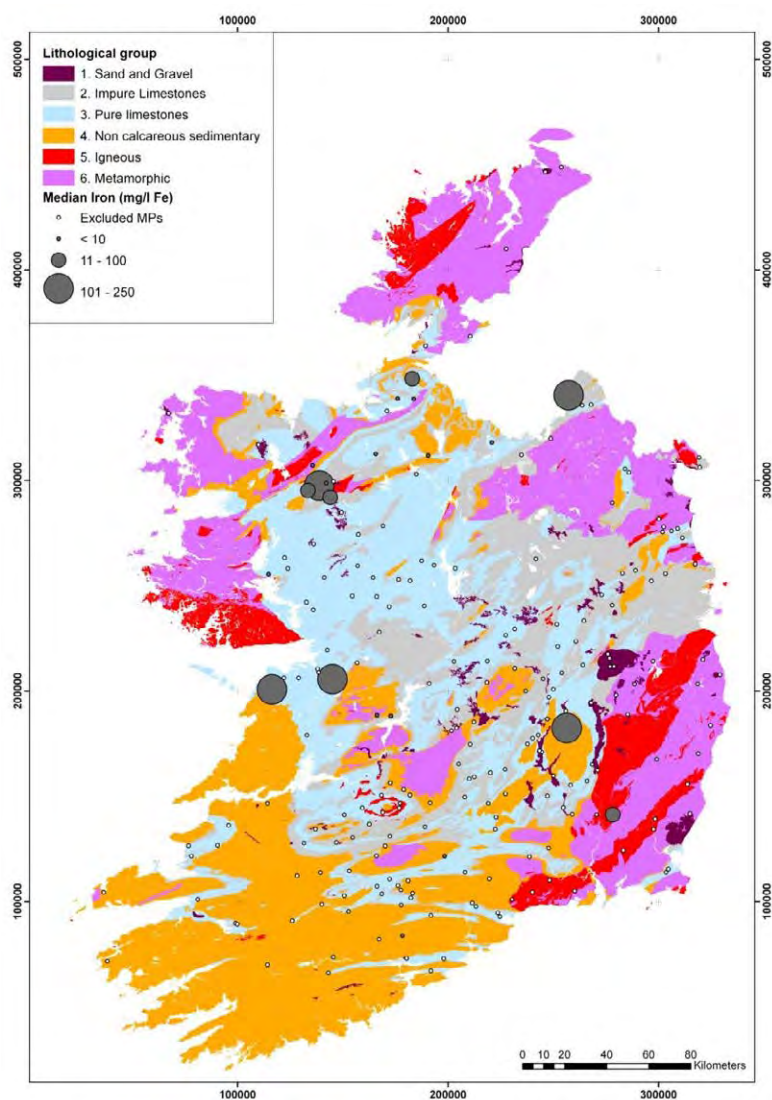 100000 200000 300000
Lithological group
1. Sand and Gravel
2. Impure Limestones
3. Pure limestones
4. Non calcareous sedimentary
5. Igneous
6. Metamorphic
Median Iron (mg/l Fe)
Excluded MPs
< 10
11 - 100
101 - 250
500000 500000
400000 400000
300000 300000
200000 200000
100000 100000
0 5 10 15 20 40 60 80
Kilometers
100000 200000 300000